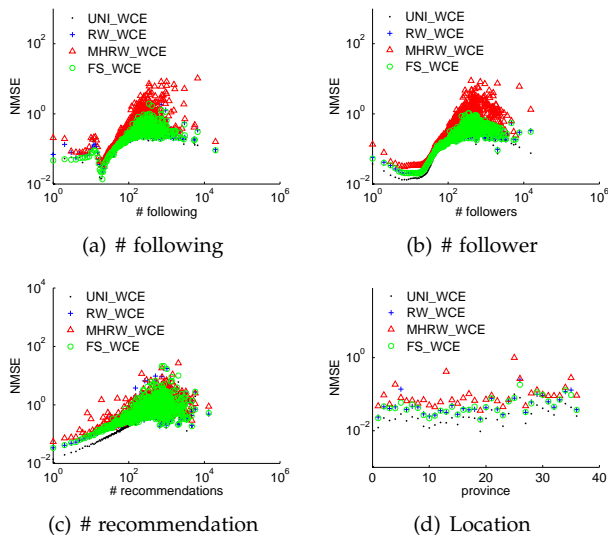 UNI_WCE
RW_WCE
MHRW_WCE
FS_WCE
NMSE
10^2
10^0
10^-2
10^0 10^2 10^4 10^6
# following
(a) # following
UNI_WCE
RW_WCE
MHRW_WCE
FS_WCE
NMSE
10^2
10^0
10^-2
10^0 10^2 10^4 10^6
# followers
(b) # follower
UNI_WCE
RW_WCE
MHRW_WCE
FS_WCE
NMSE
10^4
10^2
10^0
10^-2
10^0 10^2 10^4 10^6
# recommendations
(c) # recommendation
UNI_WCE
RW_WCE
MHRW_WCE
FS_WCE
NMSE
10^0
10^-2
0 10 20 30 40
province
(d) Location